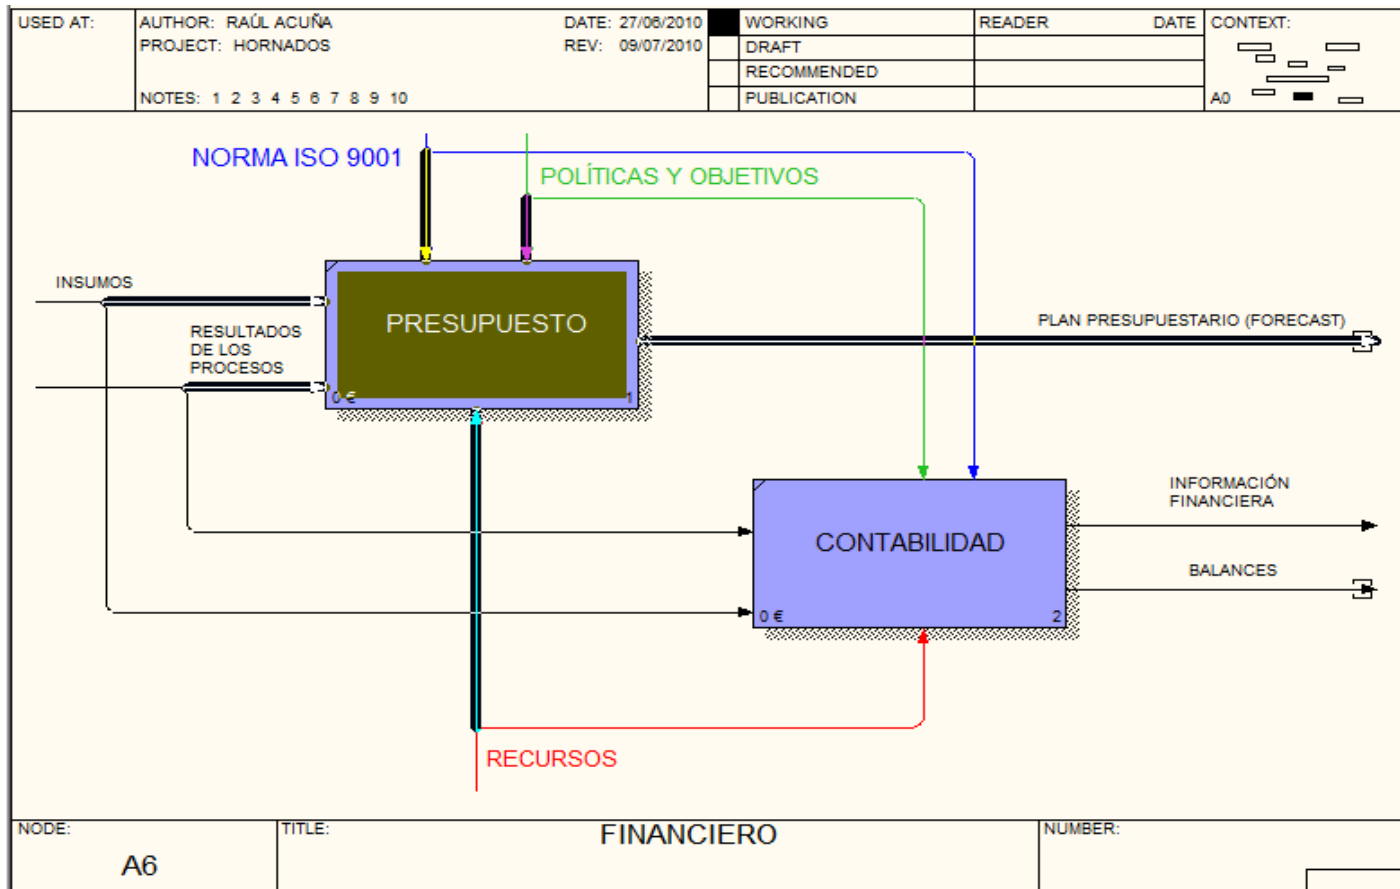 USED AT:
AUTHOR: RAÚL ACUÑA
DATE: 27/06/2010
WORKING
READER
DATE
CONTEXT:
PROJECT: HORNADOS
REV: 09/07/2010
DRAFT
RECOMMENDED
NOTES: 1 2 3 4 5 6 7 8 9 10
PUBLICATION
A0
NORMA ISO 9001
POLÍTICAS Y OBJETIVOS
INSUMOS
RESULTADOS
DE LOS
PROCESOS
PRESUPUESTO
0 €
1
PLAN PRESUPUESTARIO (FORECAST)
INFORMACIÓN
FINANCIERA
CONTABILIDAD
BALANCES
0 €
2
RECURSOS
NODE:
A6
TITLE:
FINANCIERO
NUMBER: